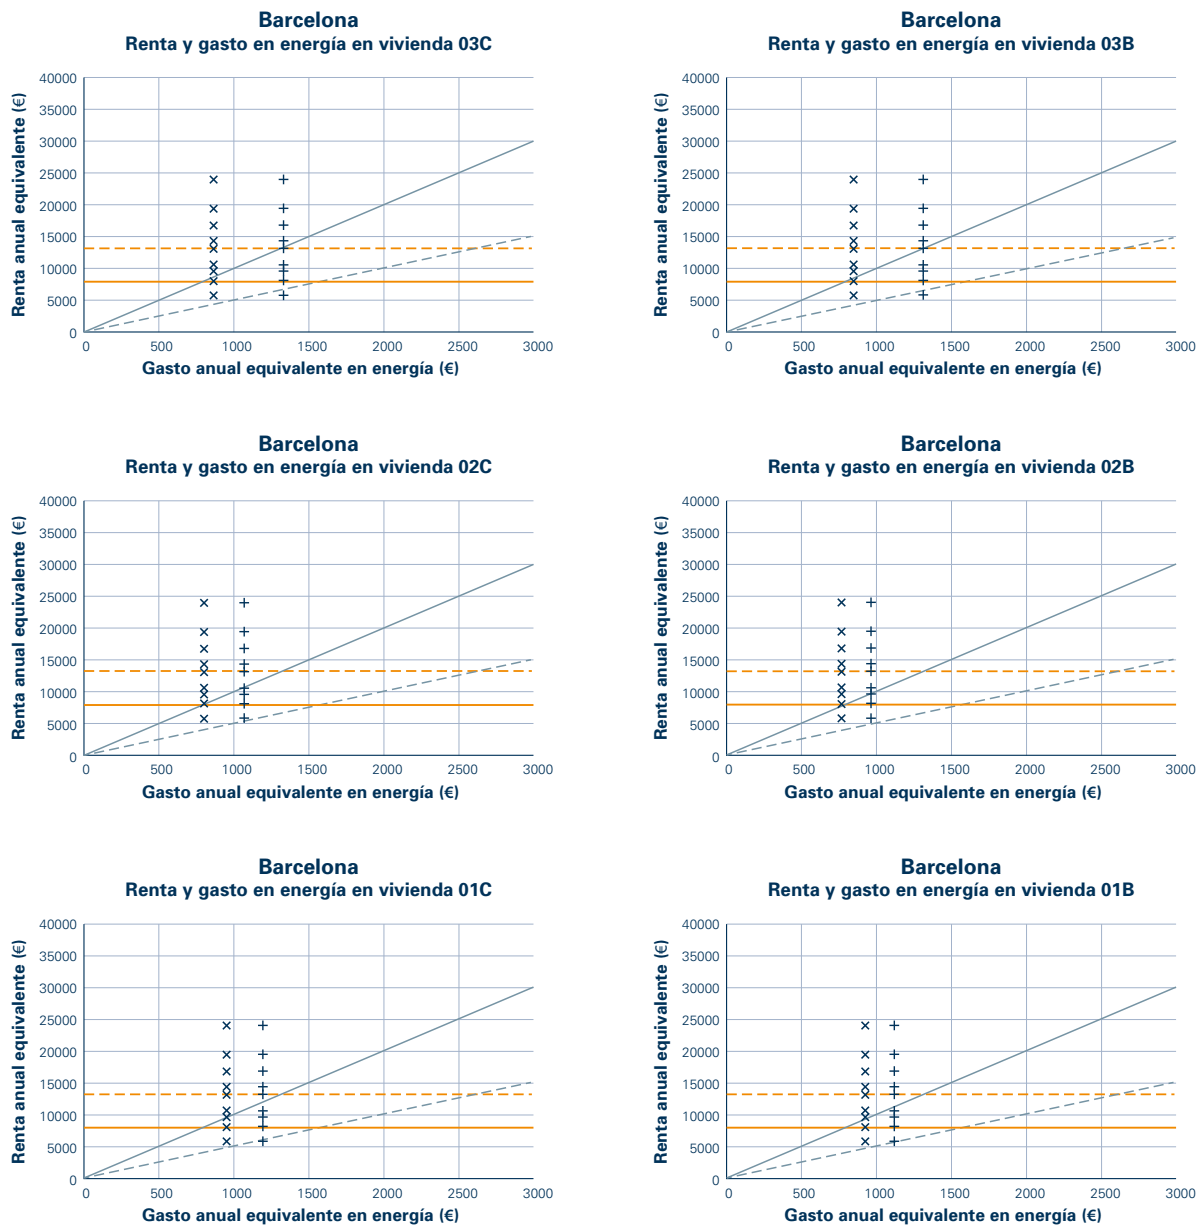 Barcelona
Renta y gasto en energía en vivienda 03C
Renta anual equivalente (€)
40000
35000
30000
25000
20000
15000
10000
5000
0
0 500 1000 1500 2000 2500 3000
Gasto anual equivalente en energía (€)
Barcelona
Renta y gasto en energía en vivienda 03B
Renta anual equivalente (€)
40000
35000
30000
25000
20000
15000
10000
5000
0
0 500 1000 1500 2000 2500 3000
Gasto anual equivalente en energía (€)
Barcelona
Renta y gasto en energía en vivienda 02C
Renta anual equivalente (€)
40000
35000
30000
25000
20000
15000
10000
5000
0
0 500 1000 1500 2000 2500 3000
Gasto anual equivalente en energía (€)
Barcelona
Renta y gasto en energía en vivienda 02B
Renta anual equivalente (€)
40000
35000
30000
25000
20000
15000
10000
5000
0
0 500 1000 1500 2000 2500 3000
Gasto anual equivalente en energía (€)
Barcelona
Renta y gasto en energía en vivienda 01C
Renta anual equivalente (€)
40000
35000
30000
25000
20000
15000
10000
5000
0
0 500 1000 1500 2000 2500 3000
Gasto anual equivalente en energía (€)
Barcelona
Renta y gasto en energía en vivienda 01B
Renta anual equivalente (€)
40000
35000
30000
25000
20000
15000
10000
5000
0
0 500 1000 1500 2000 2500 3000
Gasto anual equivalente en energía (€)